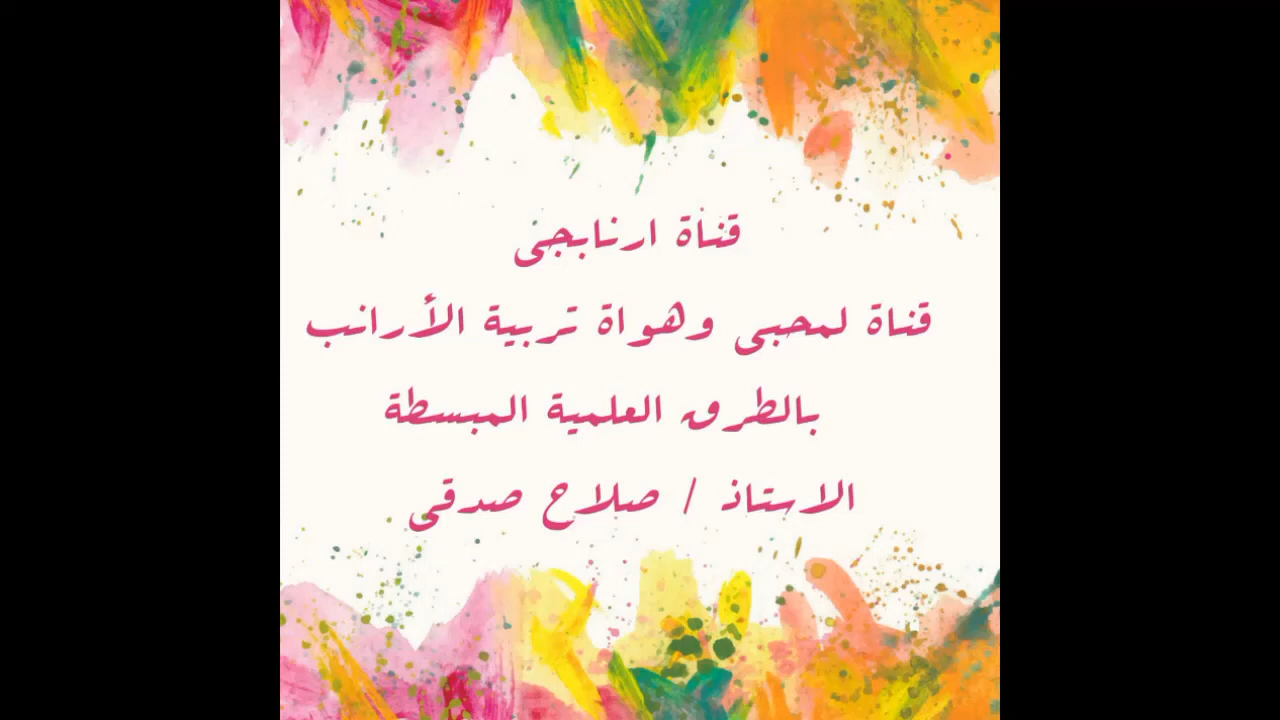 قناة ارنابجى
قناة لمحبى وهواة تربية الأرانب
بالطرق العلمية المبسطة
الاستاذ / صلاح صدقى